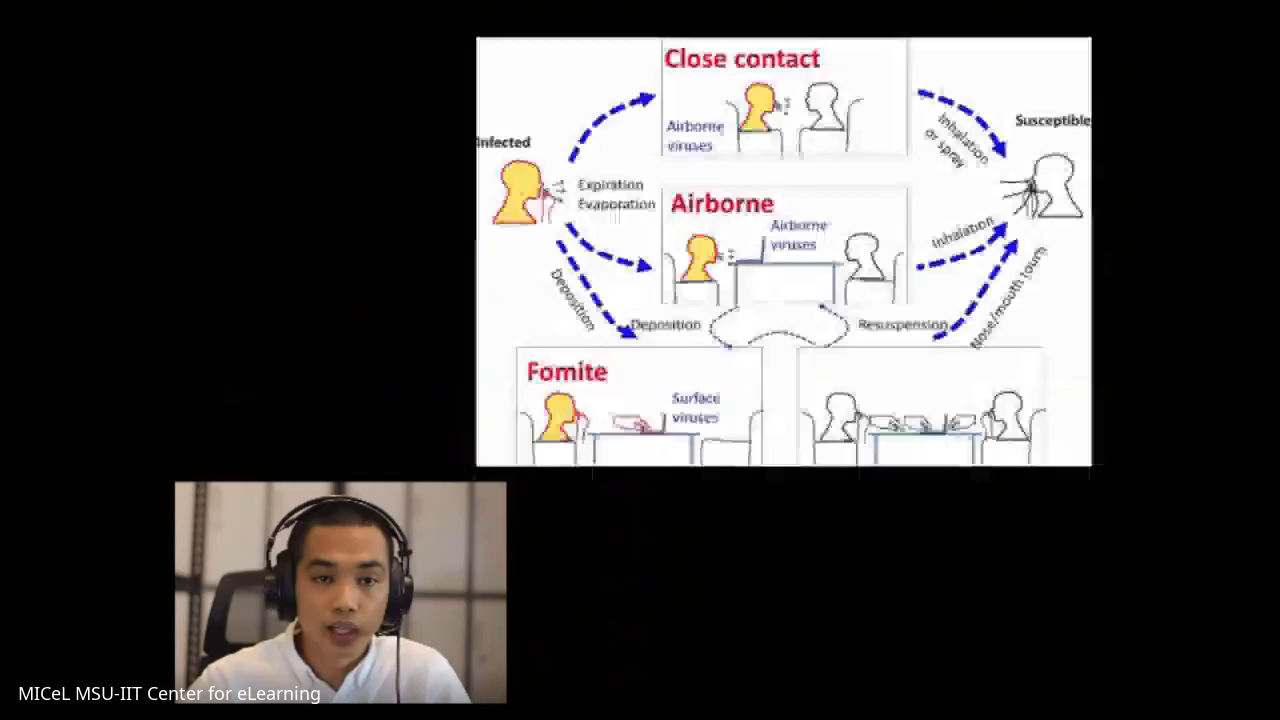 Close contact
Airborne
viruses
Infected
Susceptible
Inhalation
or spray
Expiration
Evaporation
Airborne
Airborne
viruses
Inhalation
Deposition
Deposition
Resuspension
Nose/mouth touch
Fomite
Surface
viruses
MICeL MSU-IIT Center for eLearning